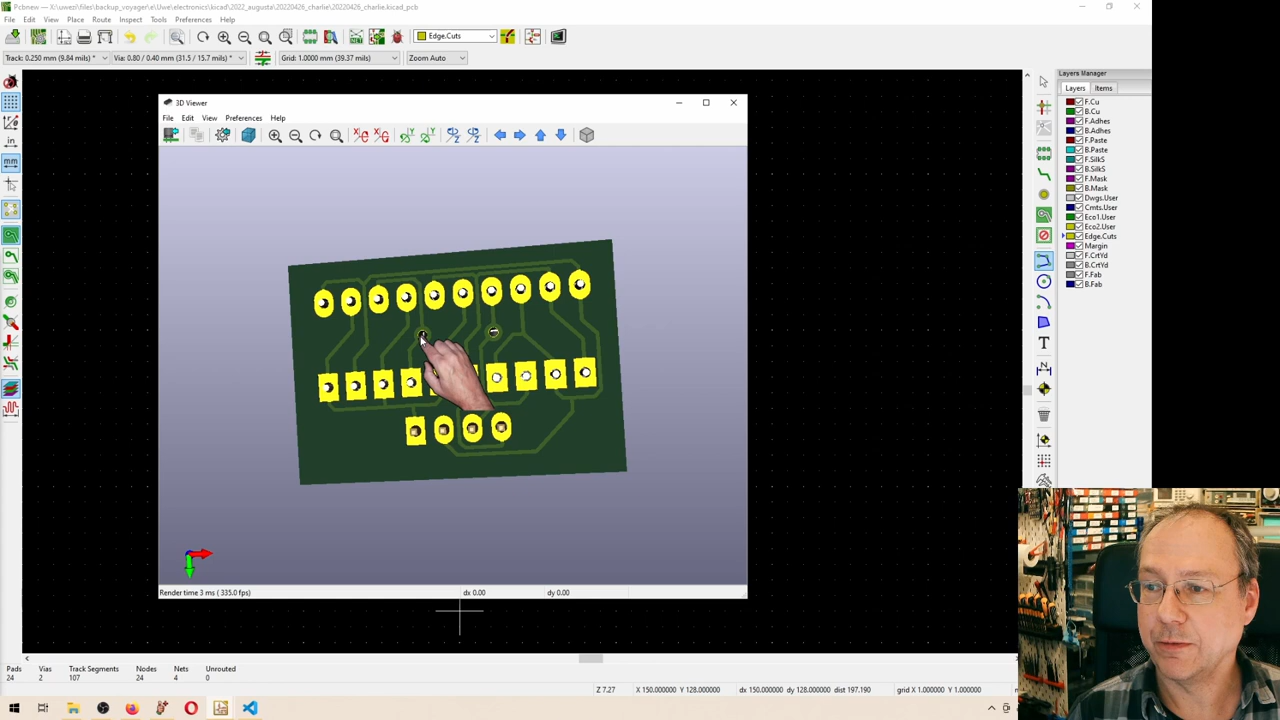 Pcbnew — X:\uwezi\files\backup_voyager\e\Uwe\electronics\kicad\2022_augusta\20220426_charlie\20220426_charlie.kicad_pcb
File Edit View Place Route Inspect Tools Preferences Help
Edge.Cuts
Track: 0.250 mm (9.84 mils) * Via: 0.80 / 0.40 mm (31.5 / 15.7 mils) * Grid: 1.0000 mm (39.37 mils) Zoom Auto
Layers Manager
Layers Items
F.Cu
B.Cu
F.Adhes
B.Adhes
F.Paste
B.Paste
F.SilkS
B.SilkS
F.Mask
B.Mask
Dwgs.User
Cmts.User
Eco1.User
Eco2.User
Edge.Cuts
Margin
F.CrtYd
B.CrtYd
F.Fab
B.Fab
in
mm
3D Viewer
File Edit View Preferences Help
Render time 3 ms ( 335.0 fps) dx 0.00 dy 0.00
Pads Vias Track Segments Nodes Nets Unrouted
24 2 107 24 4 0
Z 7.27 X 150.000000 Y 128.000000 dx 150.000000 dy 128.000000 dist 197.190 grid X 1.000000 Y 1.000000